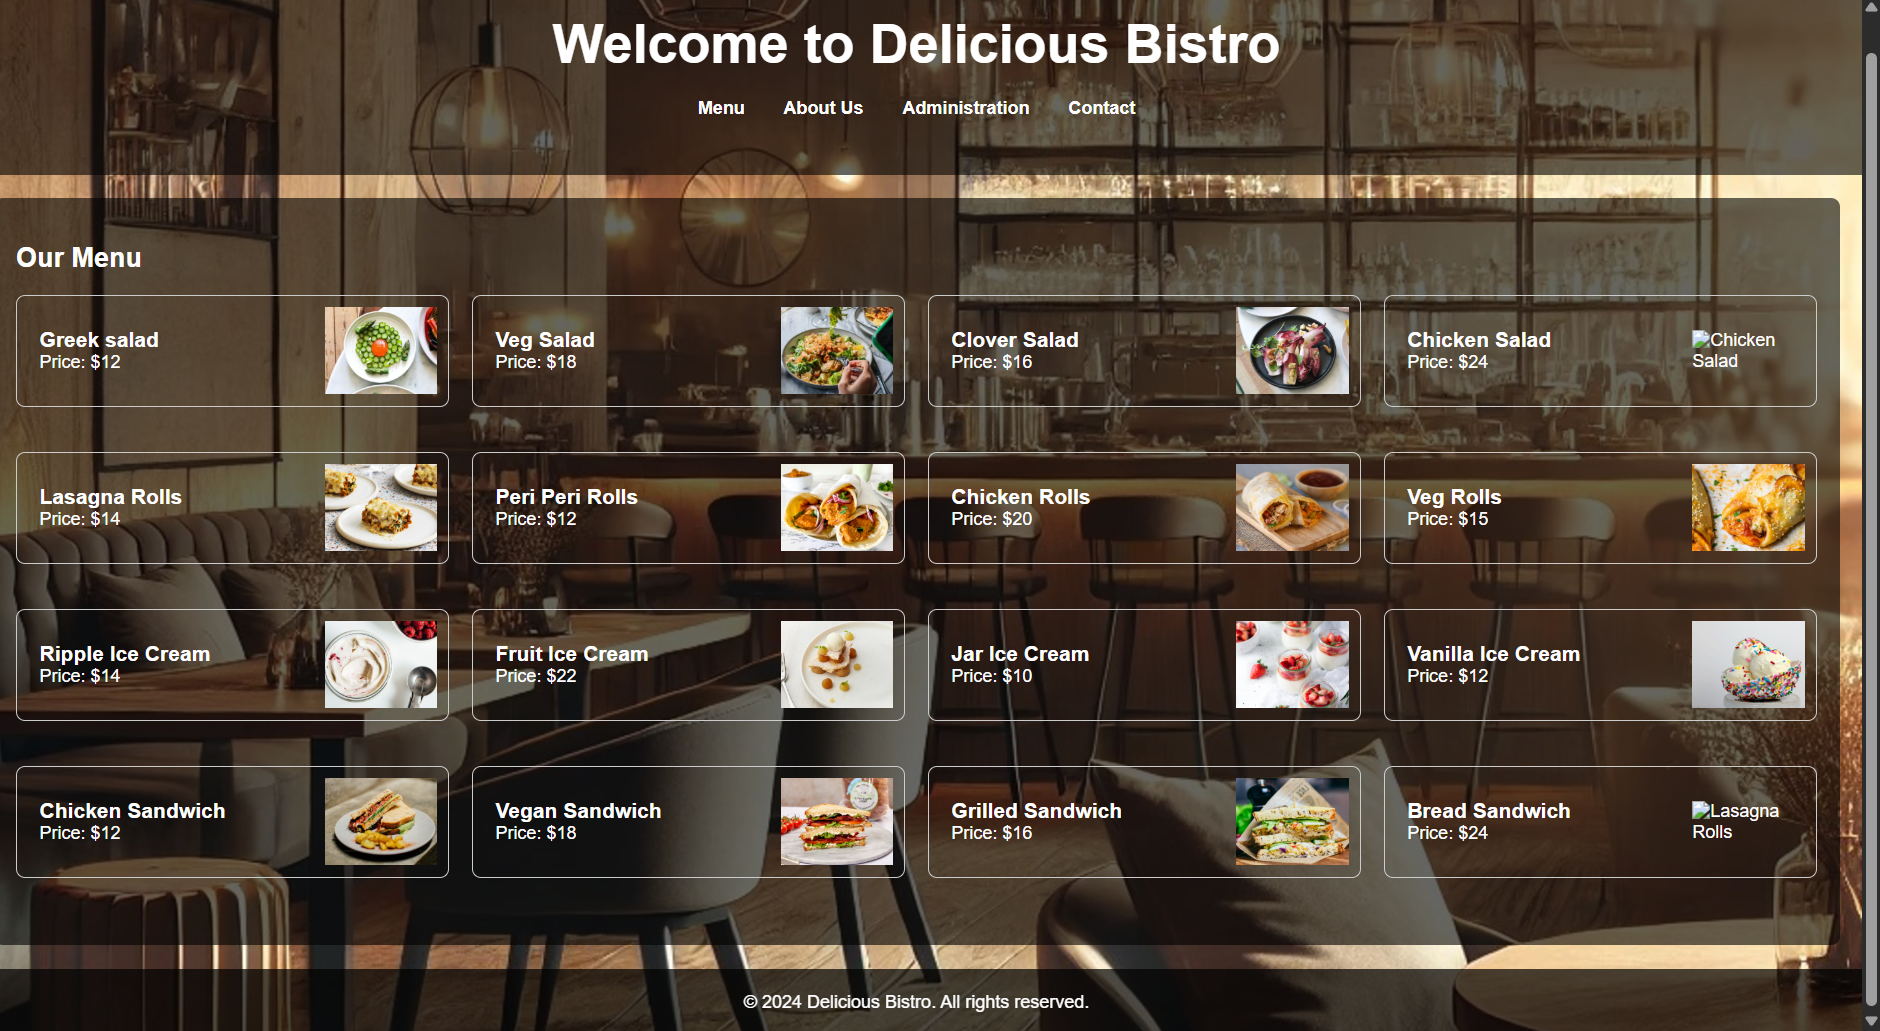 Welcome to Delicious Bistro
Menu About Us Administration Contact
Our Menu
Greek salad
Price: $12
Veg Salad
Price: $18
Clover Salad
Price: $16
Chicken Salad
Price: $24
Chicken
Salad
Lasagna Rolls
Price: $14
Peri Peri Rolls
Price: $12
Chicken Rolls
Price: $20
Veg Rolls
Price: $15
Ripple Ice Cream
Price: $14
Fruit Ice Cream
Price: $22
Jar Ice Cream
Price: $10
Vanilla Ice Cream
Price: $12
Chicken Sandwich
Price: $12
Vegan Sandwich
Price: $18
Grilled Sandwich
Price: $16
Bread Sandwich
Price: $24
Lasagna
Rolls
© 2024 Delicious Bistro. All rights reserved.